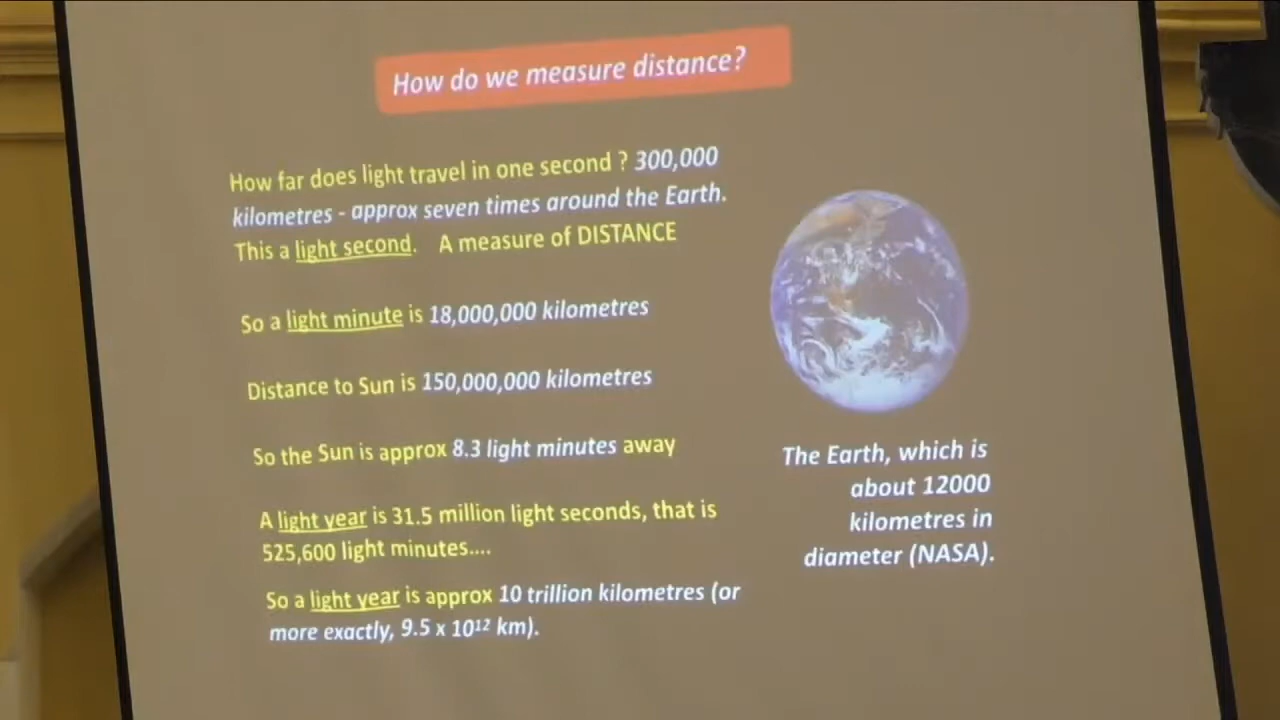 How do we measure distance?
How far does light travel in one second ? 300,000
kilometres - approx seven times around the Earth.
This a light second. A measure of DISTANCE
So a light minute is 18,000,000 kilometres
Distance to Sun is 150,000,000 kilometres
So the Sun is approx 8.3 light minutes away
A light year is 31.5 million light seconds, that is
525,600 light minutes....
So a light year is approx 10 trillion kilometres (or
more exactly, 9.5 x 10¹² km).
The Earth, which is
about 12000
kilometres in
diameter (NASA).